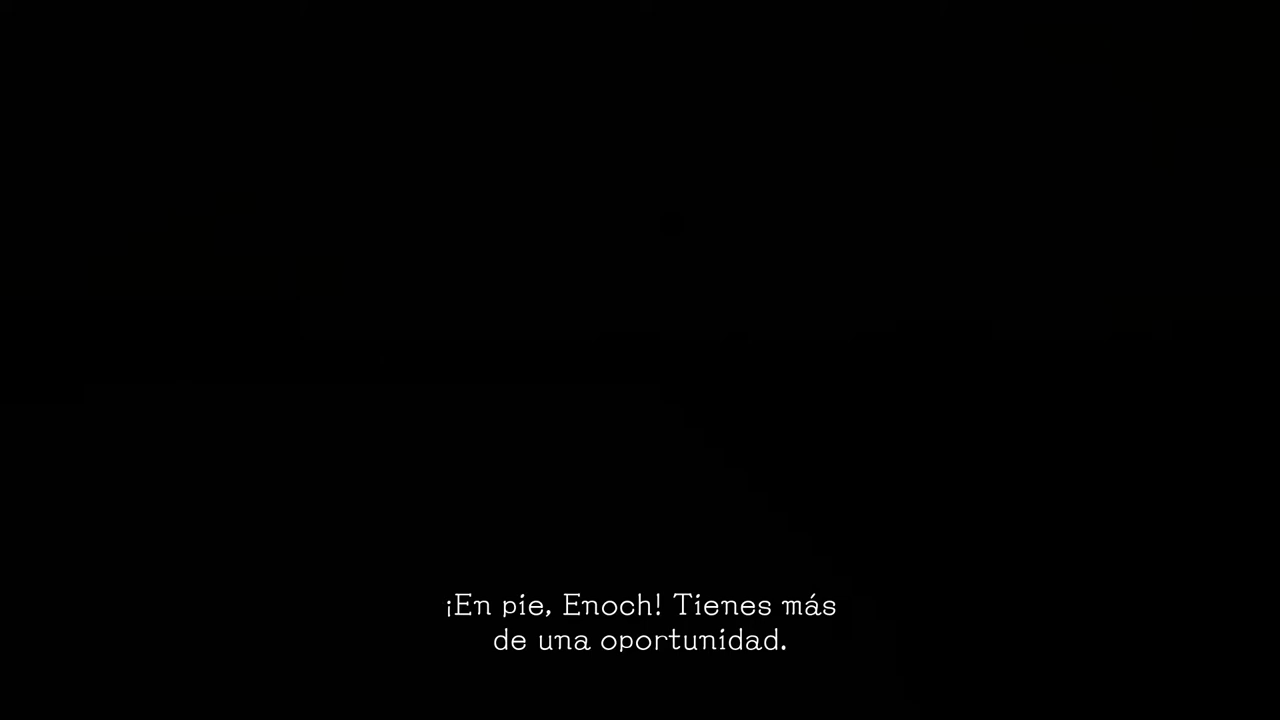 ¡En pie, Enoch! Tienes más
de una oportunidad.